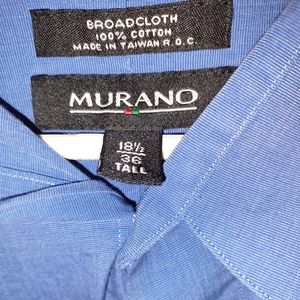 BROADCLOTH
100% COTTON
MADE IN TAIWAN R.O.C.
MURANO
18½
36
TALL